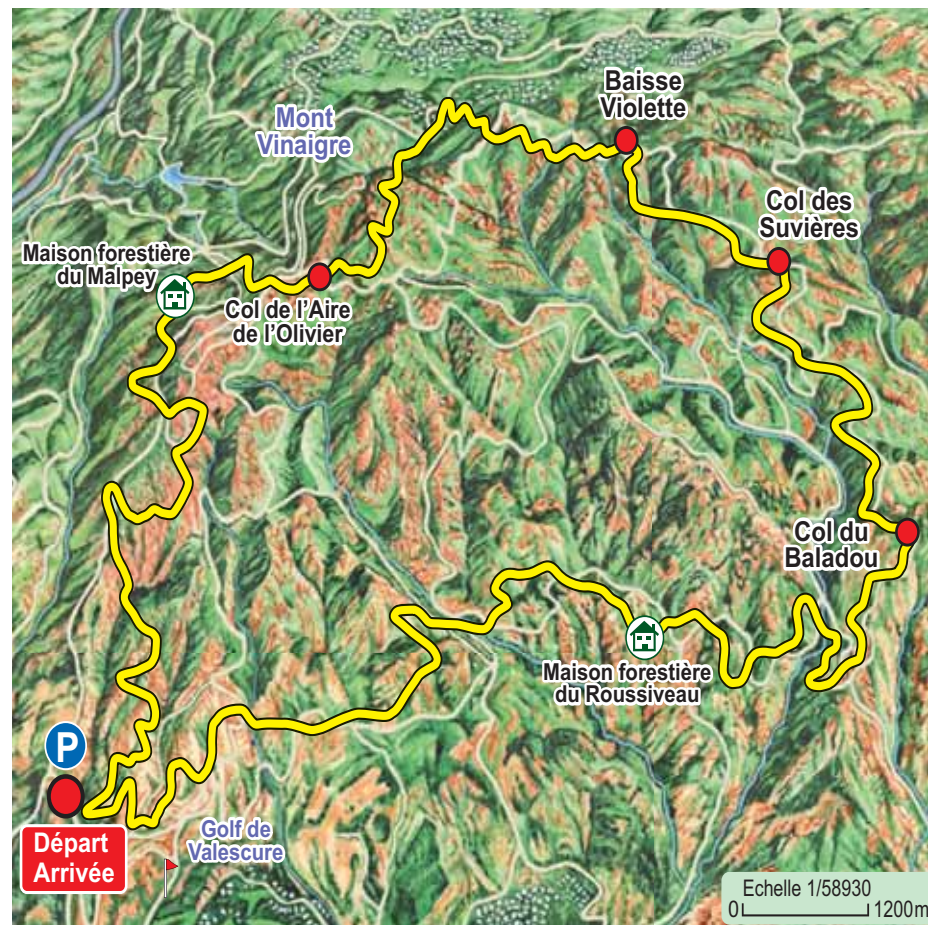 Baisse
Violette
Mont
Vinaigre
Col des
Suvières
Maison forestière
du Malpey
Col de l'Aire
de l'Olivier
Col du
Baladou
Maison forestière
du Roussiveau
P
Départ
Arrivée
Golf de
Valescure
Echelle 1/58930
0 1200m